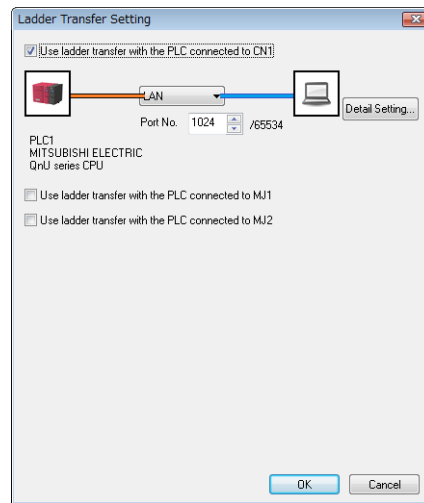 Ladder Transfer Setting
Use ladder transfer with the PLC connected to CN1
LAN
Detail Setting...
Port No. 1024 /65534
PLC1
MITSUBISHI ELECTRIC
QnU series CPU
Use ladder transfer with the PLC connected to MJ1
Use ladder transfer with the PLC connected to MJ2
OK Cancel